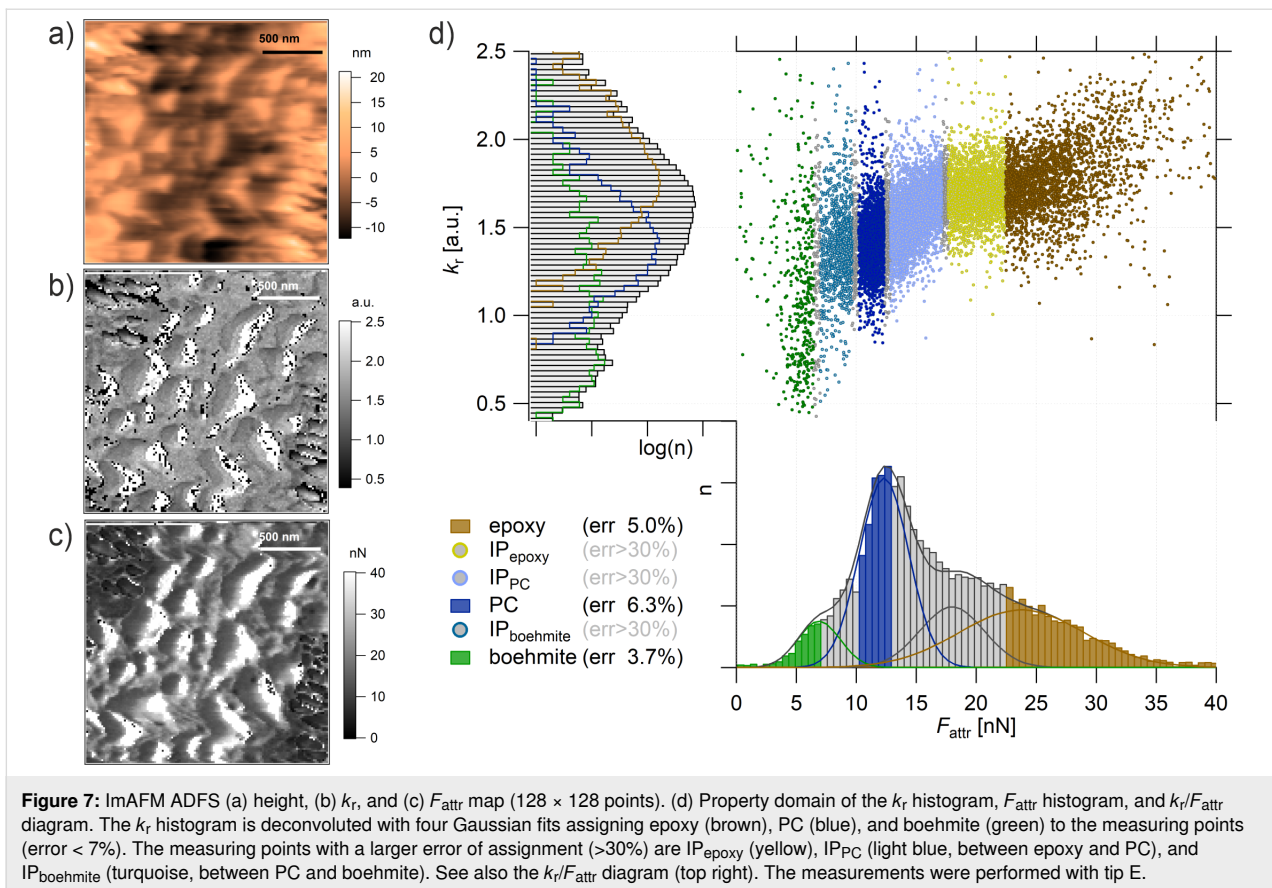 a)
500 nm
nm
20
15
10
5
0
-5
-10
b)
500 nm
a.u.
2.5
2.0
1.5
1.0
0.5
c)
500 nm
nN
40
30
20
10
0
d)
2.5
2.0
1.5
1.0
0.5
kr [a.u.]
log(n)
n
epoxy (err 5.0%)
IPepoxy (err>30%)
IPPC (err>30%)
PC (err 6.3%)
IPboehmite (err>30%)
boehmite (err 3.7%)
0 5 10 15 20 25 30 35 40
Fattr [nN]
Figure 7: ImAFM ADFS (a) height, (b) kr, and (c) Fattr map (128 × 128 points). (d) Property domain of the kr histogram, Fattr histogram, and kr/Fattr
diagram. The kr histogram is deconvoluted with four Gaussian fits assigning epoxy (brown), PC (blue), and boehmite (green) to the measuring points
(error < 7%). The measuring points with a larger error of assignment (>30%) are IPepoxy (yellow), IPPC (light blue, between epoxy and PC), and
IPboehmite (turquoise, between PC and boehmite). See also the kr/Fattr diagram (top right). The measurements were performed with tip E.